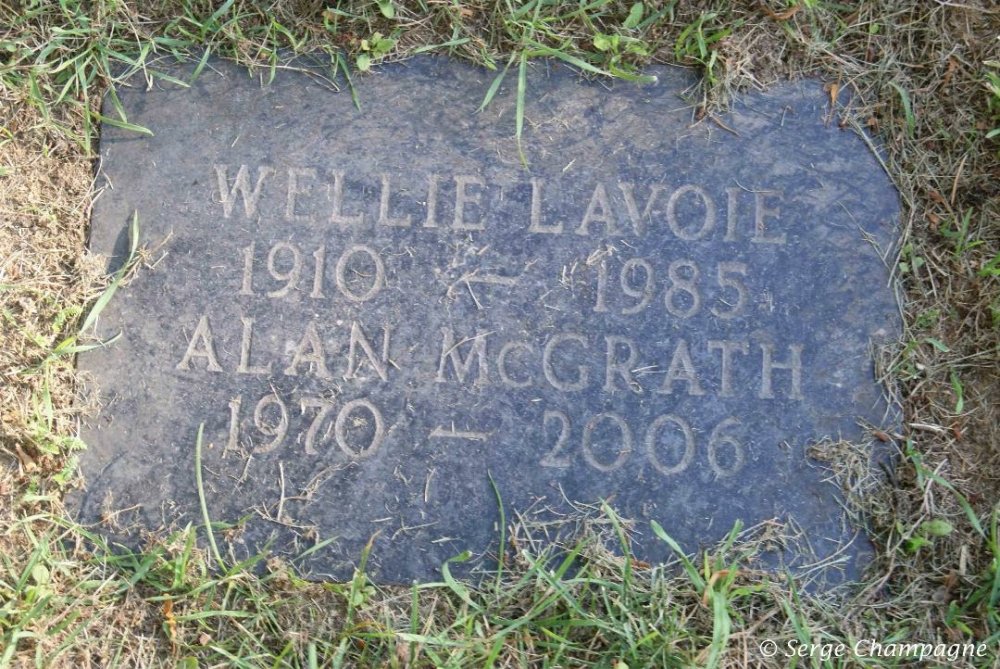 WELLIE LAVOIE
1910 — 1985
ALAN McGRATH
1970 — 2006
© Serge Champagne